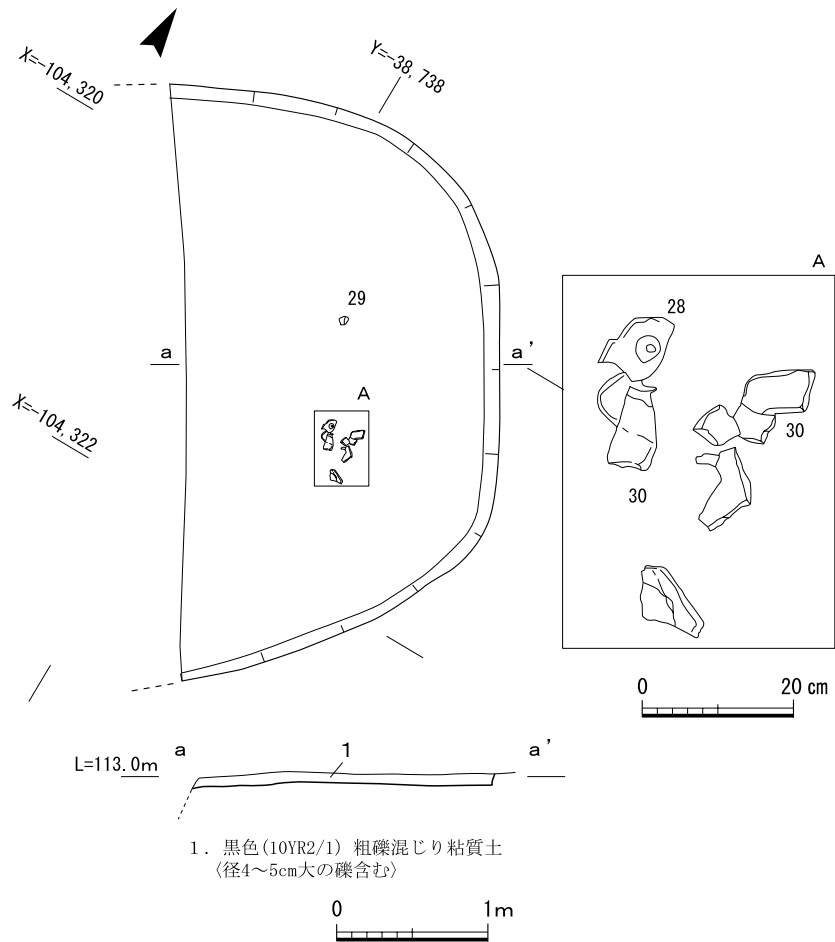 X=-104,320
Y=-38,738
29
a
a'
A
A
28
30
30
X=-104,322
0 20 cm
a 1 a'
L=113.0m
1. 黒色(10YR2/1) 粗礫混じり粘質土
〈径4～5cm大の礫含む〉
0 1m